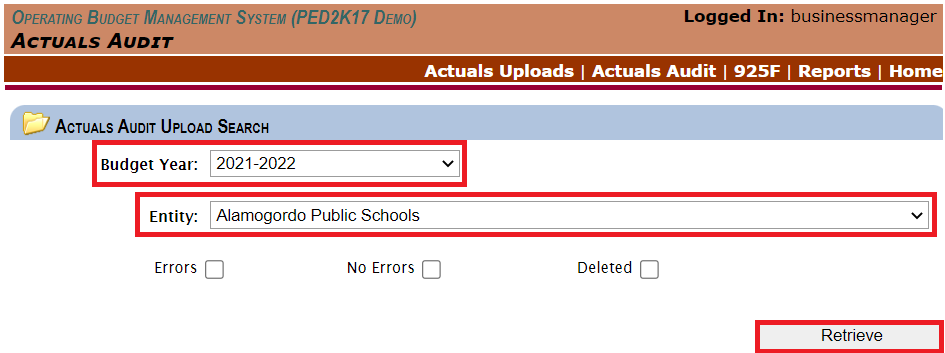 Operating Budget Management System (PED2K17 Demo)
Logged In: businessmanager
Actuals Audit
Actuals Uploads | Actuals Audit | 925F | Reports | Home
Actuals Audit Upload Search
Budget Year: 2021-2022
Entity: Alamogordo Public Schools
Errors No Errors Deleted
Retrieve